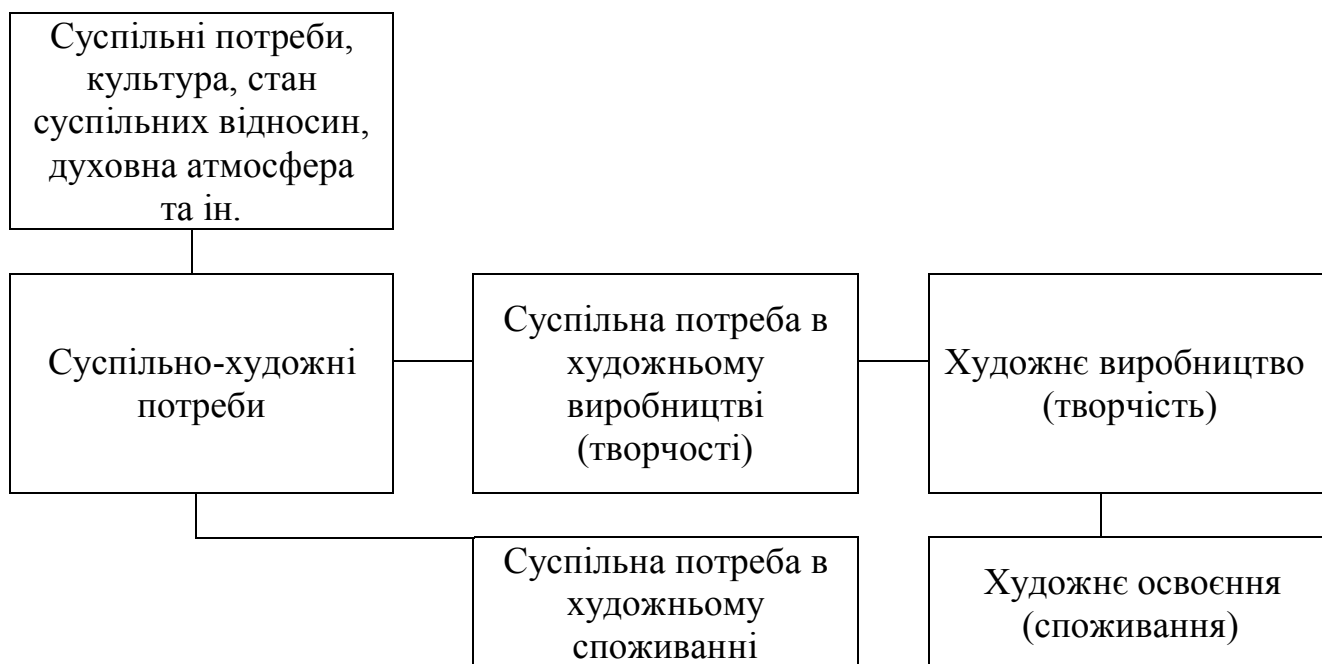 Суспільні потреби,
культура, стан
суспільних відносин,
духовна атмосфера
та ін.
Суспільно-художні
потреби
Суспільна потреба в
художньому
виробництві
(творчості)
Художнє виробництво
(творчість)
Суспільна потреба в
художньому
споживанні
Художнє освоєння
(споживання)